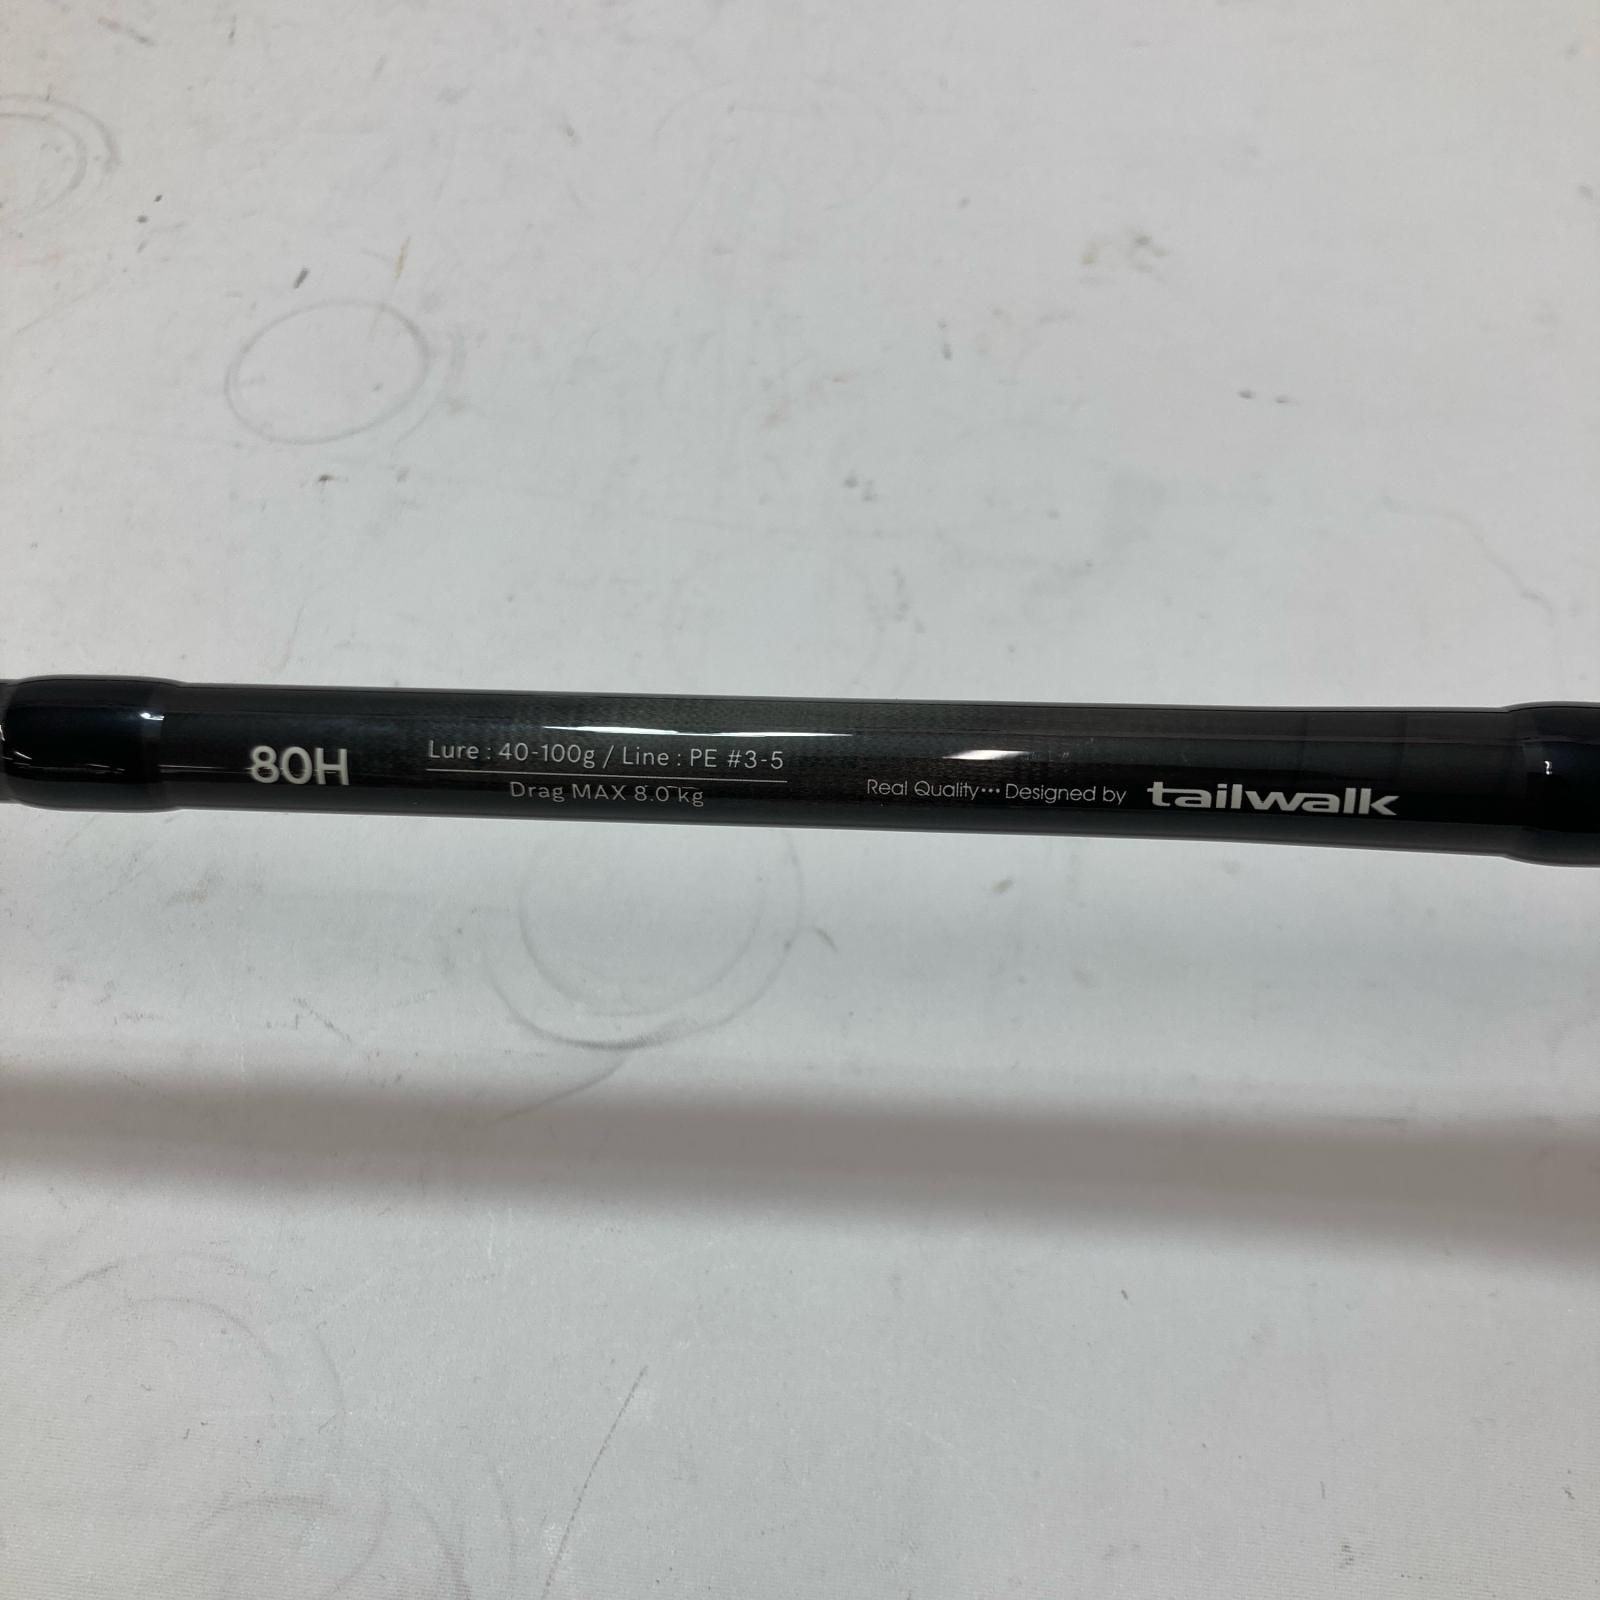 80H
Lure : 40-100g / Line : PE #3-5
Drag MAX 8.0 kg
Real Quality··· Designed by tailwalk